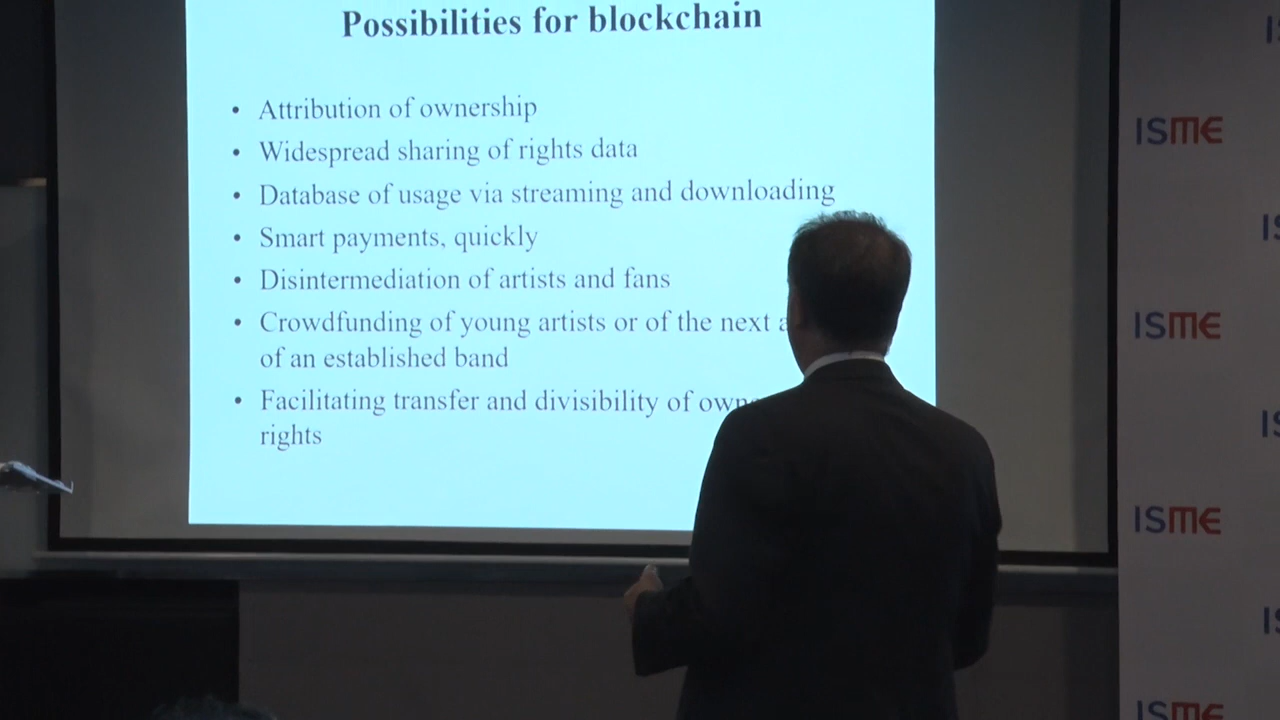 Possibilities for blockchain
• Attribution of ownership
• Widespread sharing of rights data
• Database of usage via streaming and downloading
• Smart payments, quickly
• Disintermediation of artists and fans
• Crowdfunding of young artists or of the next
of an established band
• Facilitating transfer and divisibility of
rights
ISME
ISME
ISME
ISME